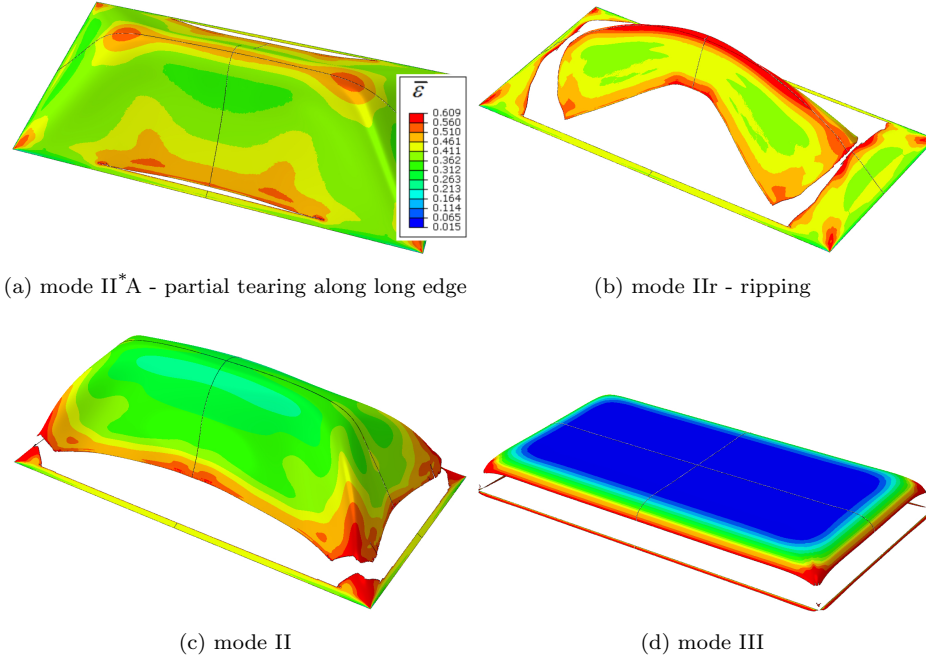 ε̅
0.609
0.560
0.510
0.461
0.411
0.362
0.312
0.263
0.213
0.164
0.114
0.065
0.015
(a) mode II*A - partial tearing along long edge
(b) mode IIr - ripping
(c) mode II
(d) mode III